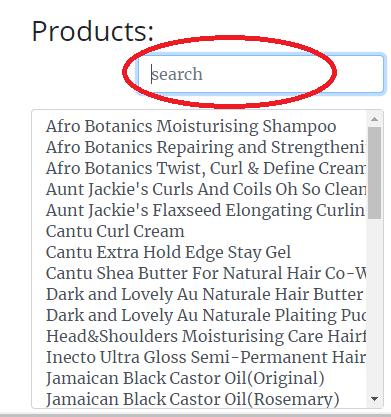 Products:
search
Afro Botanics Moisturising Shampoo
Afro Botanics Repairing and Strengtheni
Afro Botanics Twist, Curl & Define Cream
Aunt Jackie's Curls And Coils Oh So Clean
Aunt Jackie's Flaxseed Elongating Curlin
Cantu Curl Cream
Cantu Extra Hold Edge Stay Gel
Cantu Shea Butter For Natural Hair Co-W
Dark and Lovely Au Naturale Hair Butter
Dark and Lovely Au Naturale Plaiting Pud
Head&Shoulders Moisturising Care Hairf
Inecto Ultra Gloss Semi-Permanent Hair
Jamaican Black Castor Oil(Original)
Jamaican Black Castor Oil(Rosemary)